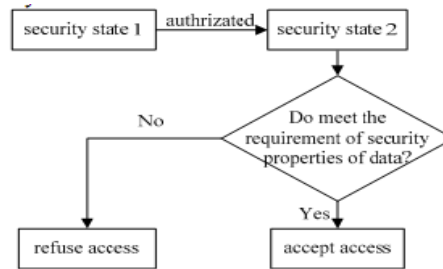 security state 1
authrizated
security state 2
Do meet the
requirement of security
properties of data?
No
Yes
refuse access
accept access